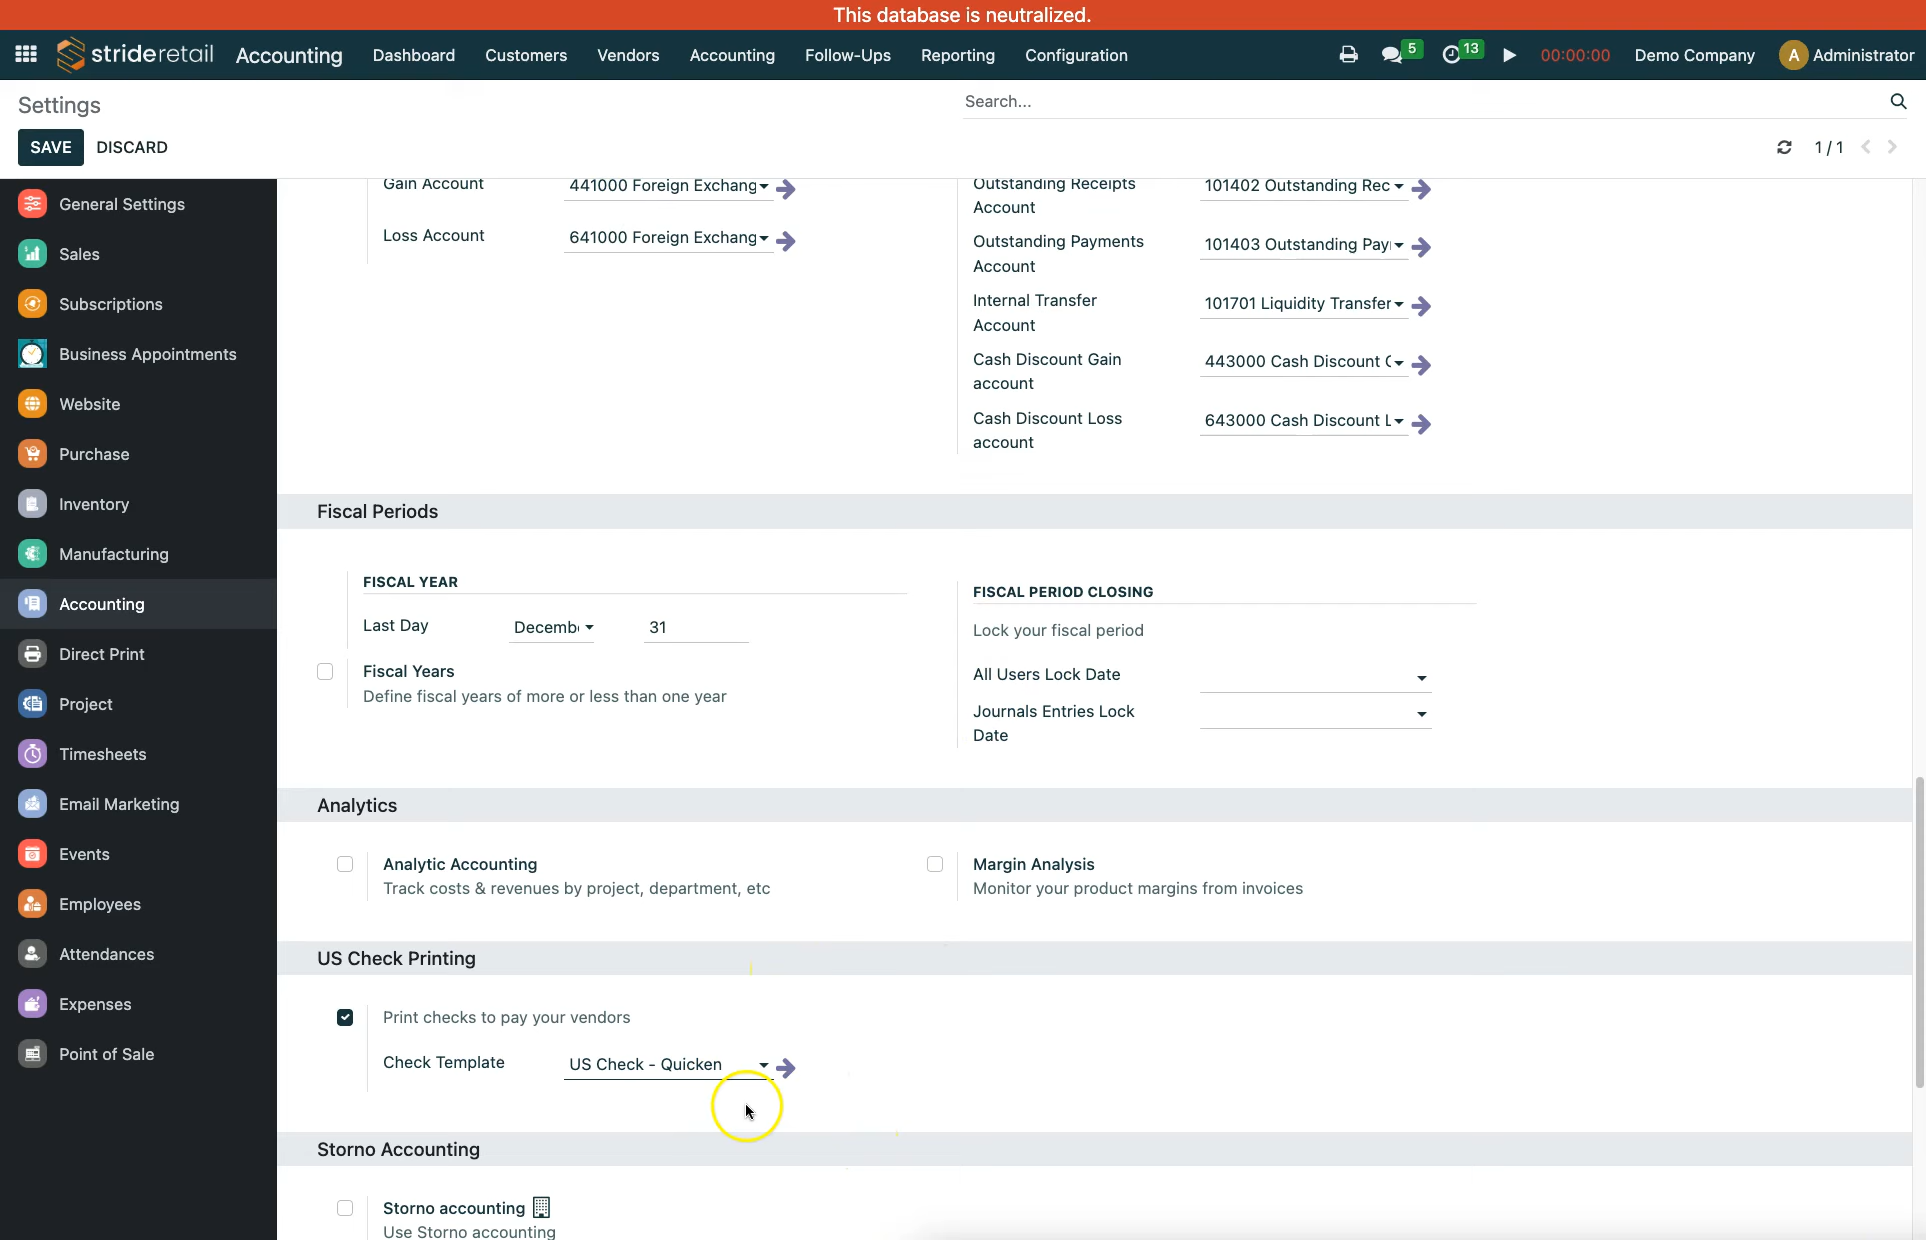 This database is neutralized.
strideretail Accounting Dashboard Customers Vendors Accounting Follow-Ups Reporting Configuration 5 13 00:00:00 Demo Company A Administrator
Settings
Search...
SAVE DISCARD
1 / 1
General Settings
Sales
Subscriptions
Business Appointments
Website
Purchase
Inventory
Manufacturing
Accounting
Direct Print
Project
Timesheets
Email Marketing
Events
Employees
Attendances
Expenses
Point of Sale
Gain Account 441000 Foreign Exchang
Loss Account 641000 Foreign Exchang
Outstanding Receipts
Account
101402 Outstanding Rec
Outstanding Payments
Account
101403 Outstanding Pay
Internal Transfer
Account
101701 Liquidity Transfer
Cash Discount Gain
account
443000 Cash Discount
Cash Discount Loss
account
643000 Cash Discount L
Fiscal Periods
FISCAL YEAR
Last Day Decemb 31
Fiscal Years
Define fiscal years of more or less than one year
FISCAL PERIOD CLOSING
Lock your fiscal period
All Users Lock Date
Journals Entries Lock
Date
Analytics
Analytic Accounting
Track costs & revenues by project, department, etc
Margin Analysis
Monitor your product margins from invoices
US Check Printing
Print checks to pay your vendors
Check Template US Check - Quicken
Storno Accounting
Storno accounting
Use Storno accounting